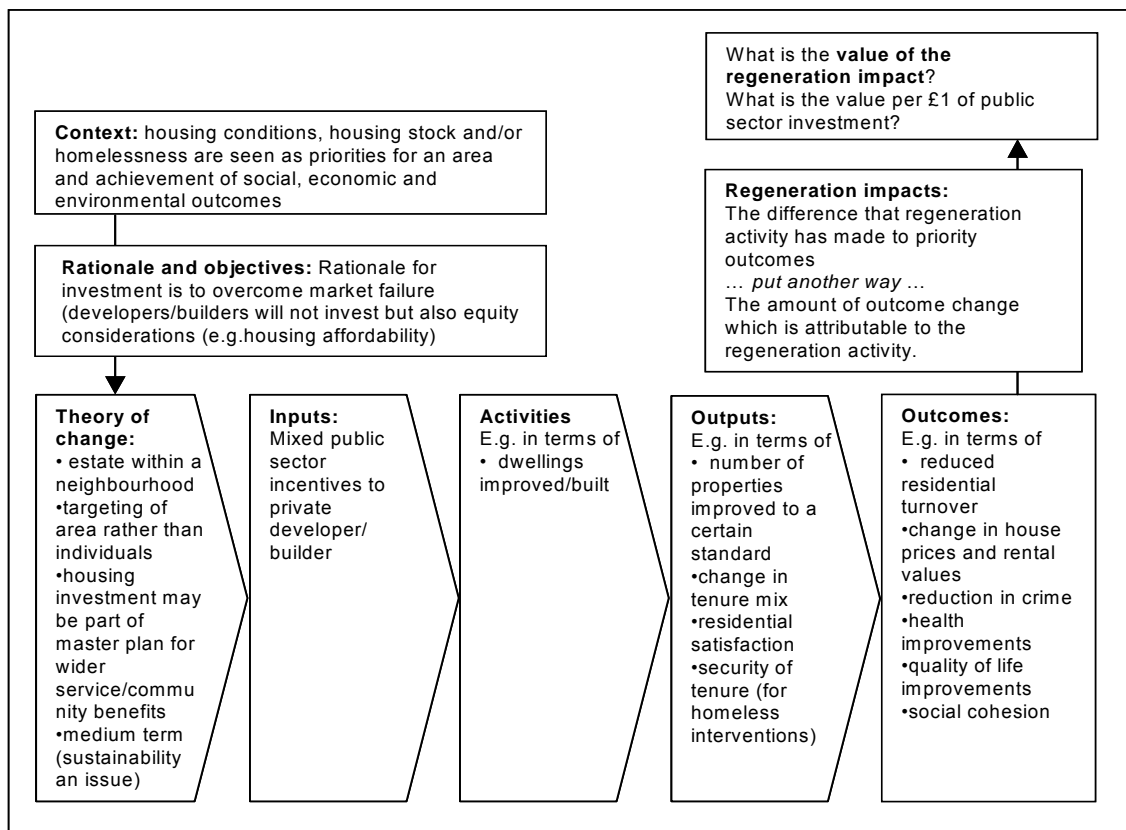 Context: housing conditions, housing stock and/or
homelessness are seen as priorities for an area
and achievement of social, economic and
environmental outcomes
Rationale and objectives: Rationale for
investment is to overcome market failure
(developers/builders will not invest but also equity
considerations (e.g.housing affordability)
Theory of
change:
• estate within a
neighbourhood
•targeting of
area rather than
individuals
•housing
investment may
be part of
master plan for
wider
service/commu
nity benefits
•medium term
(sustainability
an issue)
Inputs:
Mixed public
sector
incentives to
private
developer/
builder
Activities
E.g. in terms of
• dwellings
improved/built
Outputs:
E.g. in terms of
• number of
properties
improved to a
certain
standard
•change in
tenure mix
•residential
satisfaction
•security of
tenure (for
homeless
interventions)
Outcomes:
E.g. in terms of
• reduced
residential
turnover
•change in house
prices and rental
values
•reduction in crime
•health
improvements
•quality of life
improvements
•social cohesion
Regeneration impacts:
The difference that regeneration
activity has made to priority
outcomes
… put another way …
The amount of outcome change
which is attributable to the
regeneration activity.
What is the value of the
regeneration impact?
What is the value per £1 of public
sector investment?